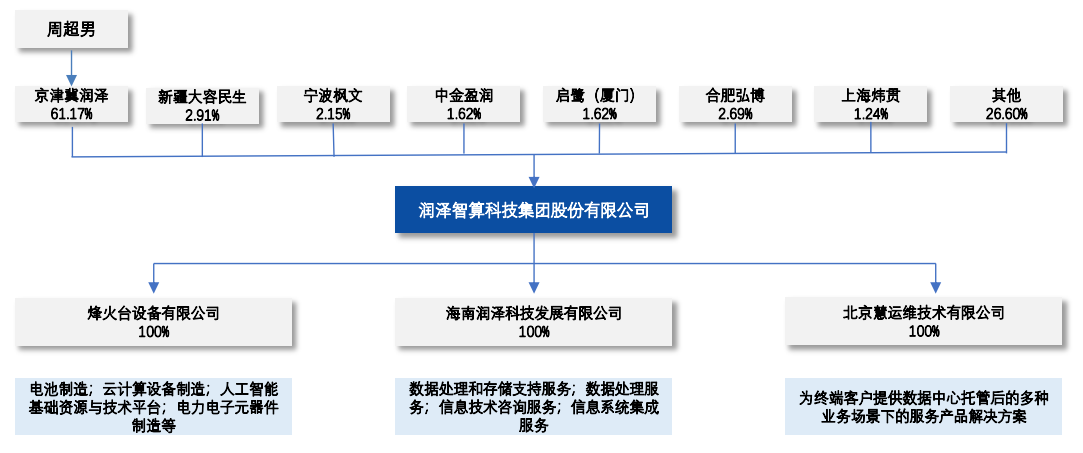 周超男
京津冀润泽
61.17%
新疆大容民生
2.91%
宁波枫文
2.15%
中金盈润
1.62%
启鹭（厦门）
1.62%
合肥弘博
2.69%
上海炜贯
1.24%
其他
26.60%
润泽智算科技集团股份有限公司
烽火台设备有限公司
100%
海南润泽科技发展有限公司
100%
北京慧运维技术有限公司
100%
电池制造；云计算设备制造；人工智能
基础资源与技术平台；电力电子元器件
制造等
数据处理和存储支持服务；数据处理服
务；信息技术咨询服务；信息系统集成
服务
为终端客户提供数据中心托管后的多种
业务场景下的服务产品解决方案